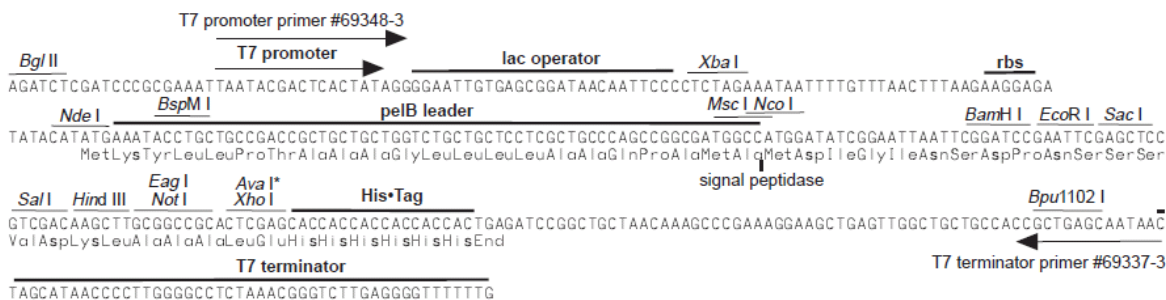 T7 promoter primer #69348-3
Bgl II
T7 promoter
lac operator
Xba I
rbs
AGATCTCGATCCCGCGAAATTAATACGACTCACTATAGGGGAATTGTGAGCGGATAACAATTCCCCTCTAGAAATAATTTTGTTTAACTTTAAGAAGGAGA
Nde I
BspM I
pelB leader
Msc I
Nco I
BamH I
EcoR I
Sac I
TATACATATGAAATACCTGCTGCCGACCGCTGCTGCTGGTCTGCTGCTCCTCGCTGCCCAGCCGGCGATGGCCATGGATATCGGAATTAATTCGGATCCGAATTCGAGCTCC
MetLysTyrLeuLeuProThrAlaAlaAlaGlyLeuLeuLeuLeuAlaAlaGlnProAlaMetAlaMetAspIleGlyIleAsnSerAspProAsnSerSerSer
signal peptidase
Sal I
Hind III
Eag I
Not I
Ava I*
Xho I
His•Tag
Bpu1102 I
GTCGACAAGCTTGCGGCCGCACTCGAGCACCACCACCACCACCACTGAGATCCGGCTGCTAACAAAGCCCGAAAGGAAGCTGAGTTGGCTGCTGCCACCGCTGAGCAATAAC
ValAspLysLeuAlaAlaAlaLeuGluHisHisHisHisHisHisEnd
T7 terminator
T7 terminator primer #69337-3
TAGCATAACCCCTTGGGGCCTCTAAACGGGTCTTGAGGGGTTTTTTG